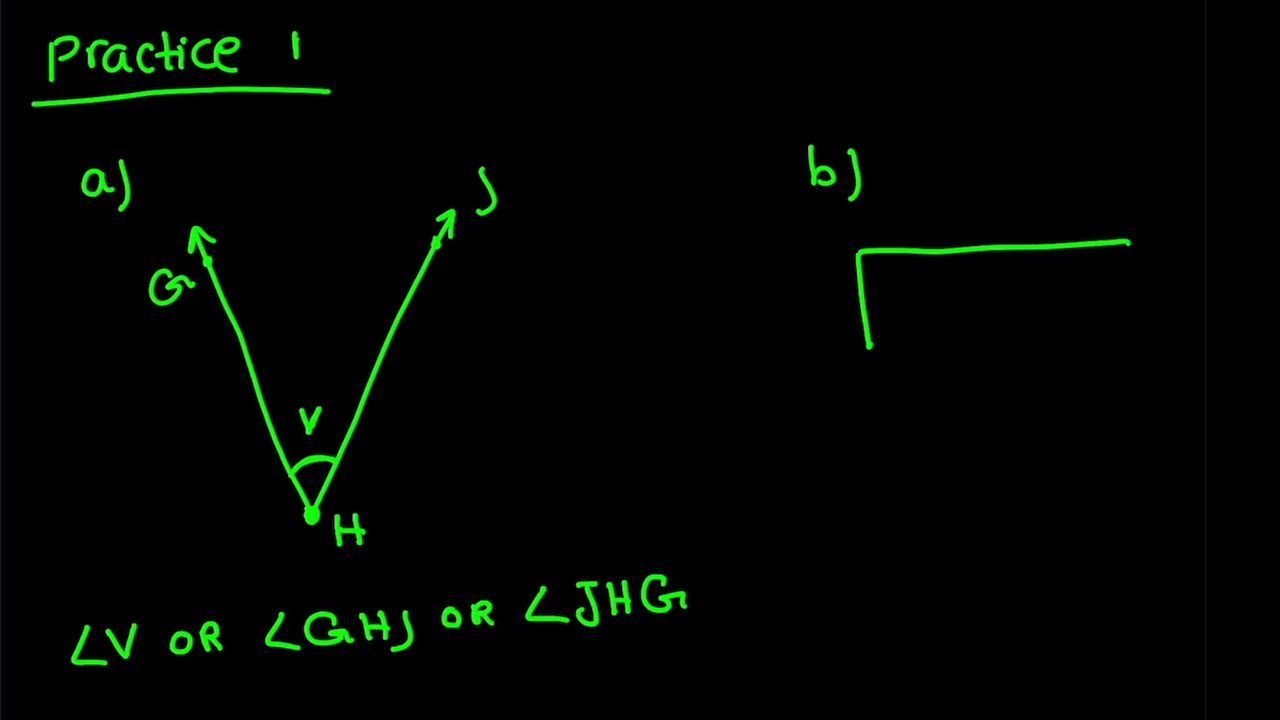 Practice 1
a)
b)
J
G
V
H
∠V OR ∠GHJ OR ∠JHG